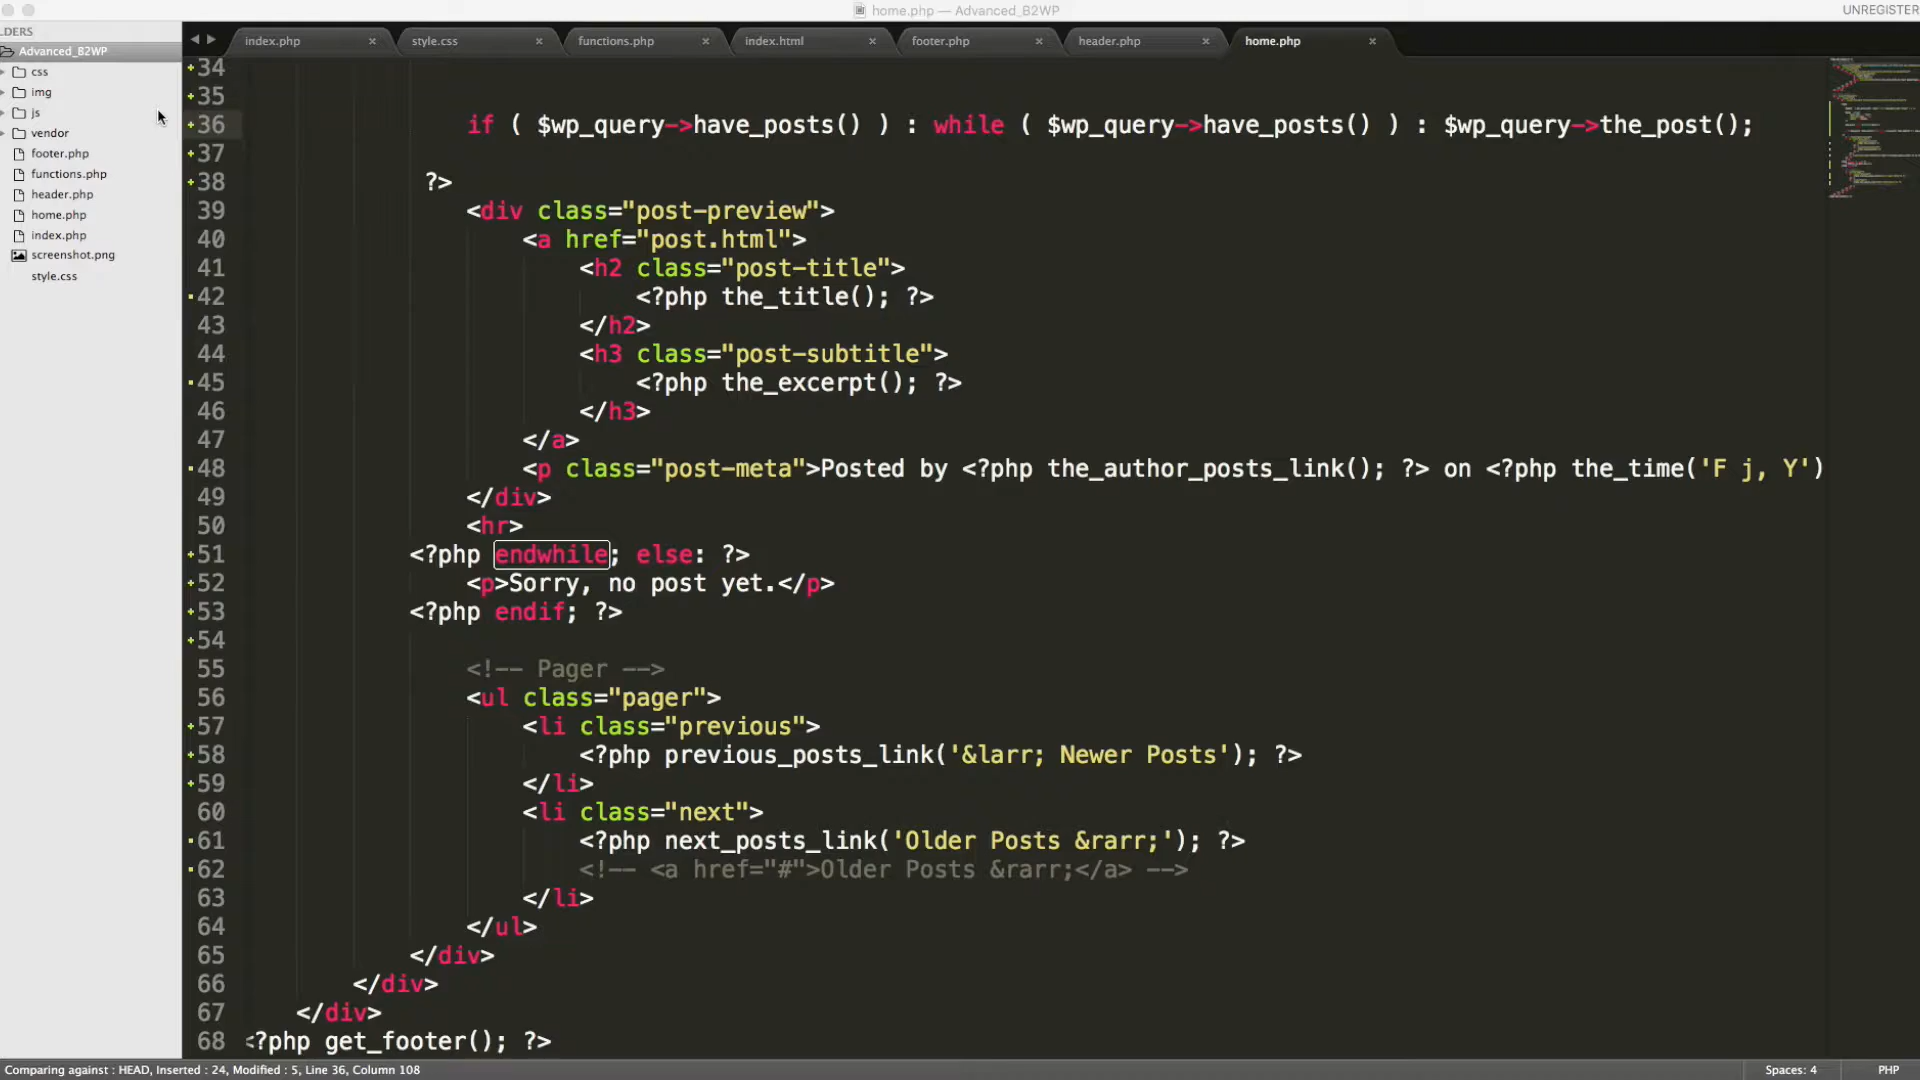 home.php — Advanced_B2WP
UNREGISTER
LDERS
Advanced_B2WP
css
img
js
vendor
footer.php
functions.php
header.php
home.php
index.php
screenshot.png
style.css
index.php
style.css
functions.php
index.html
footer.php
header.php
home.php
34
35
36 if ( $wp_query->have_posts() ) : while ( $wp_query->have_posts() ) : $wp_query->the_post();
37
38 ?>
39 <div class="post-preview">
40 <a href="post.html">
41 <h2 class="post-title">
42 <?php the_title(); ?>
43 </h2>
44 <h3 class="post-subtitle">
45 <?php the_excerpt(); ?>
46 </h3>
47 </a>
48 <p class="post-meta">Posted by <?php the_author_posts_link(); ?> on <?php the_time('F j, Y')
49 </div>
50 <hr>
51 <?php endwhile; else: ?>
52 <p>Sorry, no post yet.</p>
53 <?php endif; ?>
54
55 <!-- Pager -->
56 <ul class="pager">
57 <li class="previous">
58 <?php previous_posts_link('&larr; Newer Posts'); ?>
59 </li>
60 <li class="next">
61 <?php next_posts_link('Older Posts &rarr;'); ?>
62 <!-- <a href="#">Older Posts &rarr;</a> -->
63 </li>
64 </ul>
65 </div>
66 </div>
67 </div>
68 <?php get_footer(); ?>
Comparing against : HEAD, Inserted : 24, Modified : 5, Line 36, Column 108
Spaces: 4
PHP